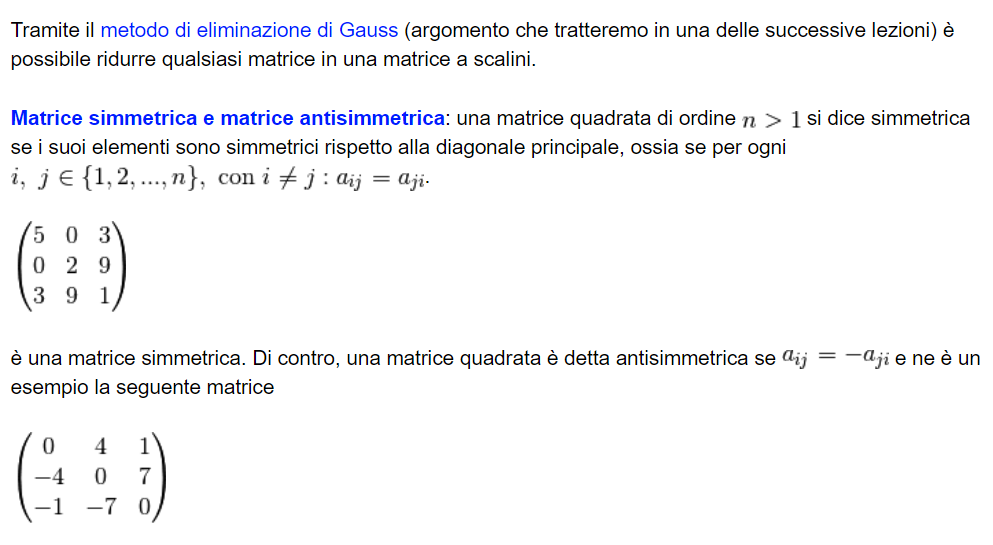 Tramite il metodo di eliminazione di Gauss (argomento che tratteremo in una delle successive lezioni) è
possibile ridurre qualsiasi matrice in una matrice a scalini.
Matrice simmetrica e matrice antisimmetrica: una matrice quadrata di ordine n > 1 si dice simmetrica
se i suoi elementi sono simmetrici rispetto alla diagonale principale, ossia se per ogni
i, j ∈ {1, 2, ..., n}, con i ≠ j : a_ij = a_ji.
5 0 3
0 2 9
3 9 1
è una matrice simmetrica. Di contro, una matrice quadrata è detta antisimmetrica se a_ij = −a_ji e ne è un
esempio la seguente matrice
0 4 1
−4 0 7
−1 −7 0